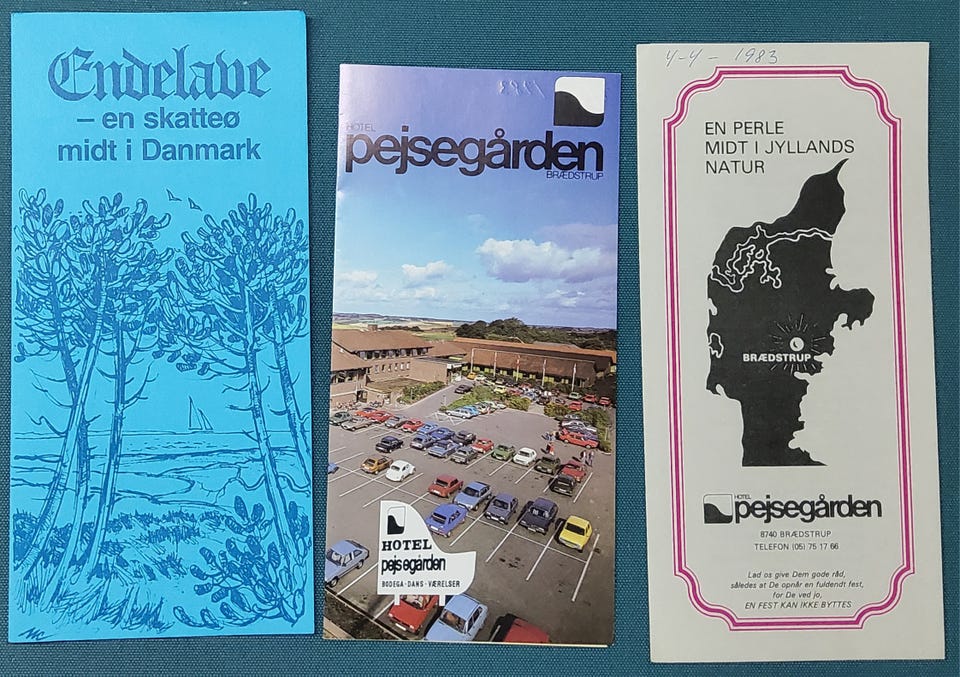 Endelave
– en skatteø
midt i Danmark
MC
1983
HOTEL
pejsegården
BRÆDSTRUP
HOTEL
pejsegården
BODEGA - DANS - VÆRELSER
4-4-1983
EN PERLE
MIDT I JYLLANDS
NATUR
BRÆDSTRUP
HOTEL
pejsegården
8740 BRÆDSTRUP
TELEFON (05) 75 17 66
Lad os give Dem gode råd,
således at De opnår en fuldendt fest,
for De ved jo,
EN FEST KAN IKKE BYTTES